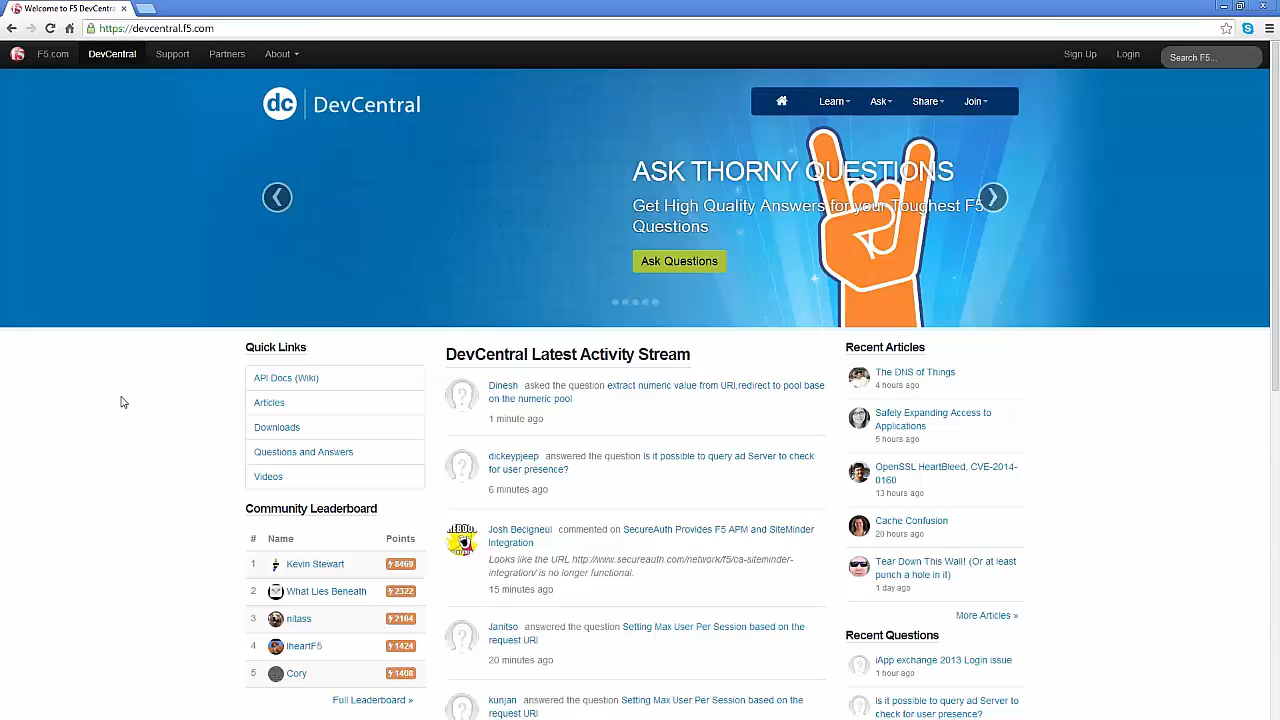 Welcome to F5 DevCentra
https://devcentral.f5.com
F5.com DevCentral Support Partners About Sign Up Login Search F5...
dc DevCentral
Learn Ask Share Join
ASK THORNY QUESTIONS
Get High Quality Answers for your Toughest F5
Questions
Ask Questions
Quick Links
API Docs (Wiki)
Articles
Downloads
Questions and Answers
Videos
Community Leaderboard
# Name Points
1 Kevin Stewart 8469
2 What Lies Beneath 2322
3 nitass 2104
4 IheartF5 1424
5 Cory 1408
Full Leaderboard »
DevCentral Latest Activity Stream
Dinesh asked the question extract numeric value from URI,redirect to pool base
on the numeric pool
1 minute ago
dickeypjeep answered the question Is it possible to query ad Server to check
for user presence?
6 minutes ago
Josh Becigneul commented on SecureAuth Provides F5 APM and SiteMinder
Integration
Looks like the URL http://www.secureauth.com/network/f5/ca-siteminder-
integration/ is no longer functional.
15 minutes ago
Janitso answered the question Setting Max User Per Session based on the
request URI
20 minutes ago
kunjan answered the question Setting Max User Per Session based on the
request URI
Recent Articles
The DNS of Things
4 hours ago
Safely Expanding Access to
Applications
5 hours ago
OpenSSL HeartBleed, CVE-2014-
0160
13 hours ago
Cache Confusion
20 hours ago
Tear Down This Wall! (Or at least
punch a hole in it)
1 day ago
More Articles »
Recent Questions
iApp exchange 2013 Login issue
1 hour ago
Is it possible to query ad Server to
check for user presence?